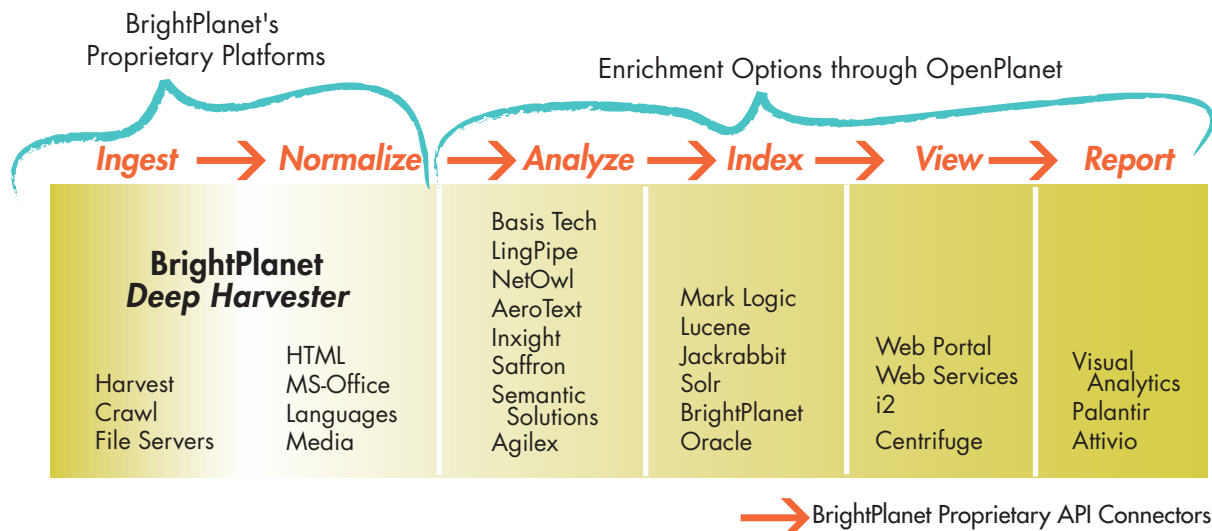 BrightPlanet's
Proprietary Platforms
Enrichment Options through OpenPlanet
Ingest
Normalize
Analyze
Index
View
Report
BrightPlanet
Deep Harvester
Harvest
Crawl
File Servers
HTML
MS-Office
Languages
Media
Basis Tech
LingPipe
NetOwl
AeroText
Inxight
Saffron
Semantic
Solutions
Agilex
Mark Logic
Lucene
Jackrabbit
Solr
BrightPlanet
Oracle
Web Portal
Web Services
i2
Centrifuge
Visual
Analytics
Palantir
Attivio
BrightPlanet Proprietary API Connectors